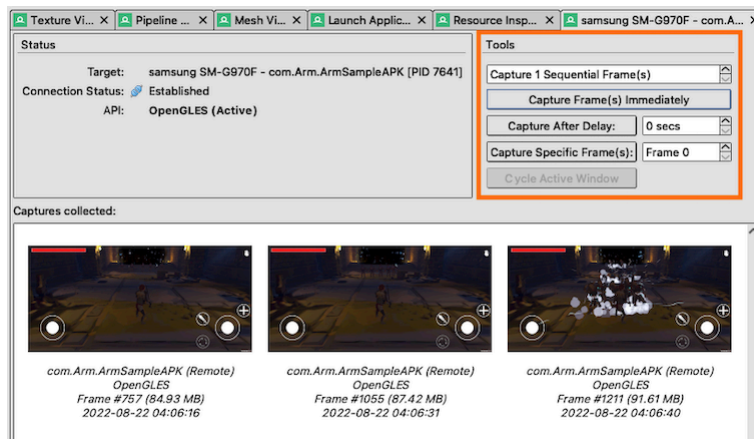 Texture Vi... X Pipeline ... X Mesh Vi... X Launch Applic... X Resource Insp... X samsung SM-G970F - com.A... X
Status
Target: samsung SM-G970F - com.Arm.ArmSampleAPK [PID 7641]
Connection Status: Established
API: OpenGLES (Active)
Tools
Capture 1 Sequential Frame(s)
Capture Frame(s) Immediately
Capture After Delay: 0 secs
Capture Specific Frame(s): Frame 0
Cycle Active Window
Captures collected:
com.Arm.ArmSampleAPK (Remote)
OpenGLES
Frame #757 (84.93 MB)
2022-08-22 04:06:16
com.Arm.ArmSampleAPK (Remote)
OpenGLES
Frame #1055 (87.42 MB)
2022-08-22 04:06:31
com.Arm.ArmSampleAPK (Remote)
OpenGLES
Frame #1211 (91.61 MB)
2022-08-22 04:06:40